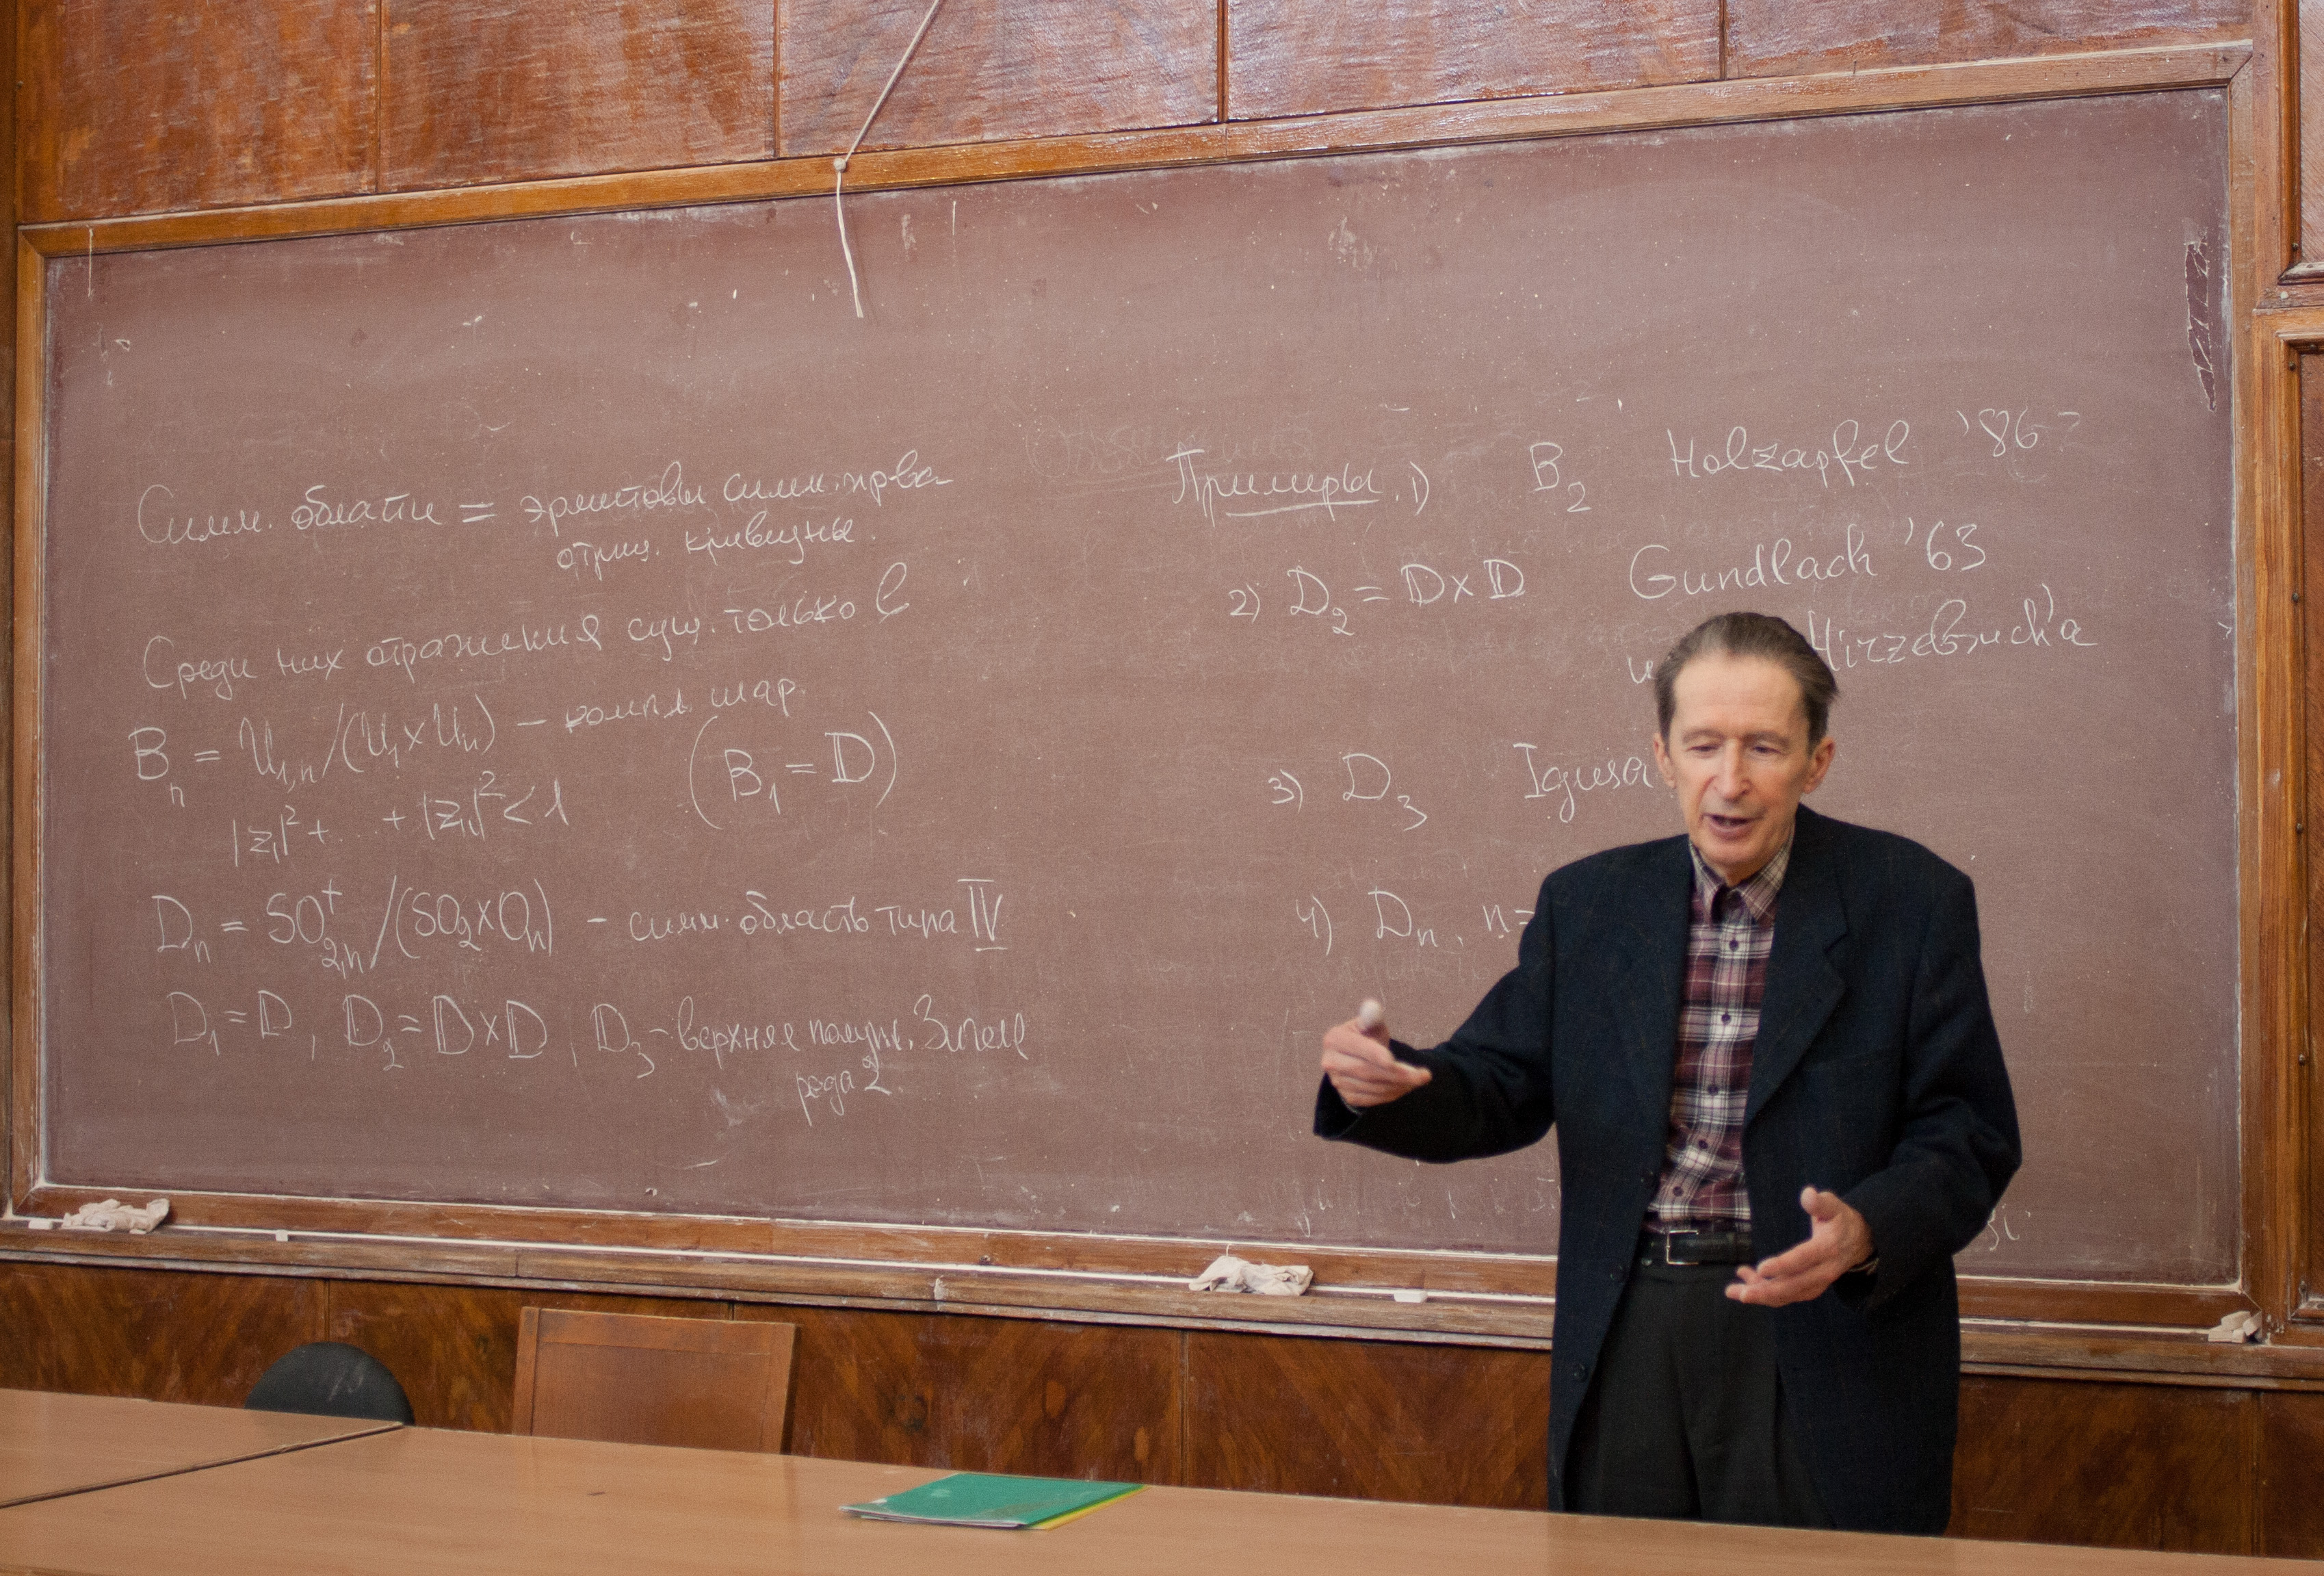 Симм. области = эрмитовы симм. пр-ва
отриц. кривизны.
Среди них отражения сущ. только в
B_n = U_{1,n}/(U_1×U_n) – компл. шар.
|z_1|²+...+|z_n|²<1 (B_1 = 𝔻)
D_n = SO⁺_{2,n}/(SO_2×O_n) – симм. область типа IV
D_1 = 𝔻, D_2 = 𝔻×𝔻, D_3 – верхняя полупл. Зигеля
рода 2.
Примеры. 1) B_2 Holzapfel '86
2) D_2 = 𝔻×𝔻 Gundlach '63
Hirzebruch'a
3) D_3 Igusa
4) D_n, n=